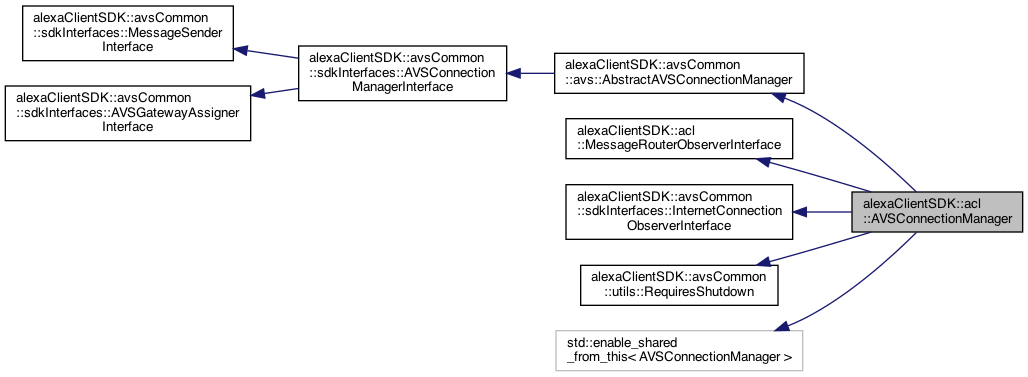 alexaClientSDK::avsCommon
::sdkInterfaces::MessageSender
Interface
alexaClientSDK::avsCommon
::sdkInterfaces::AVSGatewayAssigner
Interface
alexaClientSDK::avsCommon
::sdkInterfaces::AVSConnection
ManagerInterface
alexaClientSDK::avsCommon
::avs::AbstractAVSConnectionManager
alexaClientSDK::acl
::MessageRouterObserverInterface
alexaClientSDK::avsCommon
::sdkInterfaces::InternetConnection
ObserverInterface
alexaClientSDK::avsCommon
::utils::RequiresShutdown
std::enable_shared
_from_this< AVSConnectionManager >
alexaClientSDK::acl
::AVSConnectionManager